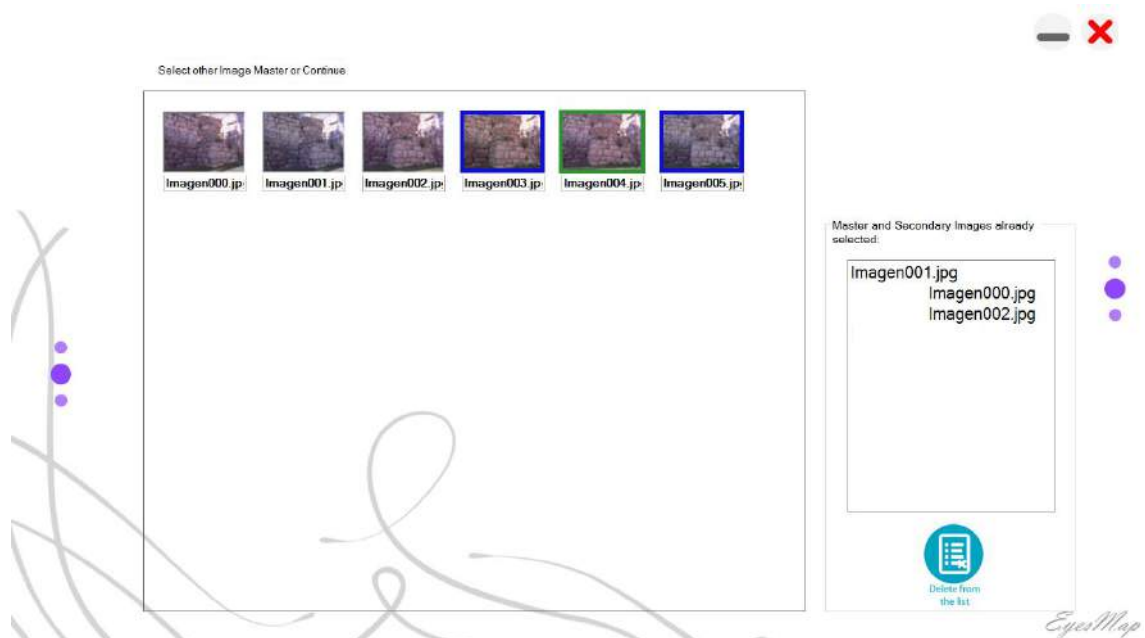 Select other Image Master or Continue
Imagen000.jp
Imagen001.jp
Imagen002.jp
Imagen003.jp
Imagen004.jp
Imagen005.jp
Master and Secondary Images already
selected:
Imagen001.jpg
Imagen000.jpg
Imagen002.jpg
Delete from
the list
EyesMap